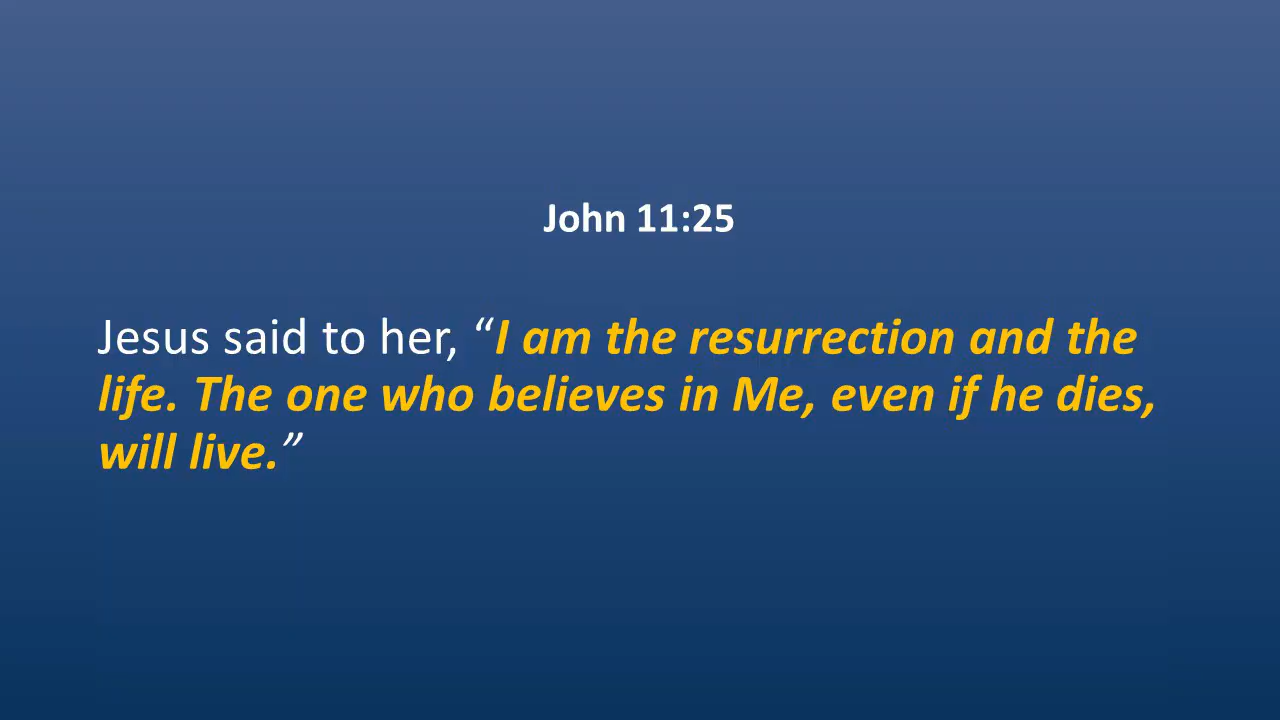 John 11:25
Jesus said to her, “I am the resurrection and the
life. The one who believes in Me, even if he dies,
will live.”